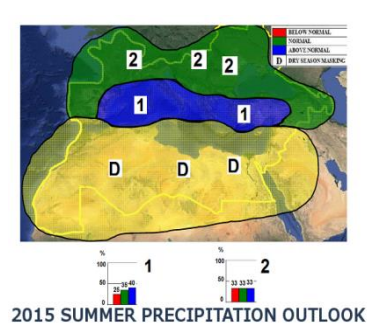 BELOW NORMAL
NORMAL
ABOVE NORMAL
D DRY SEASON MASKING
2 2 2
1 1
D D D
% 1 % 2
100 100
50 50
25 35 40 33 33 33
0 0
2015 SUMMER PRECIPITATION OUTLOOK